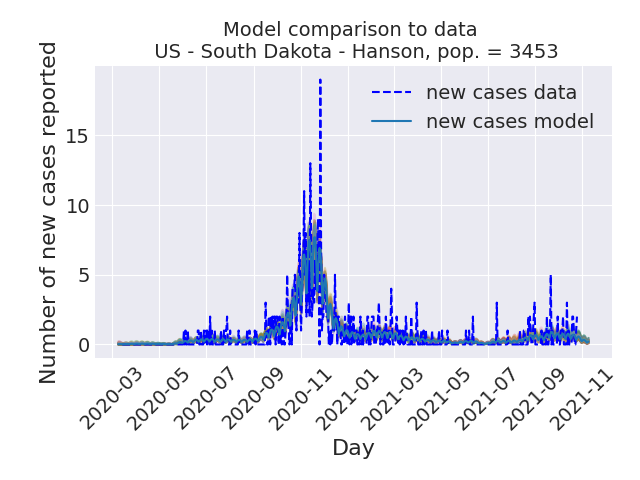 Model comparison to data
US - South Dakota - Hanson, pop. = 3453
Number of new cases reported
new cases data
new cases model
15
10
5
0
2020-03
2020-05
2020-07
2020-09
2020-11
2021-01
2021-03
2021-05
2021-07
2021-09
2021-11
Day